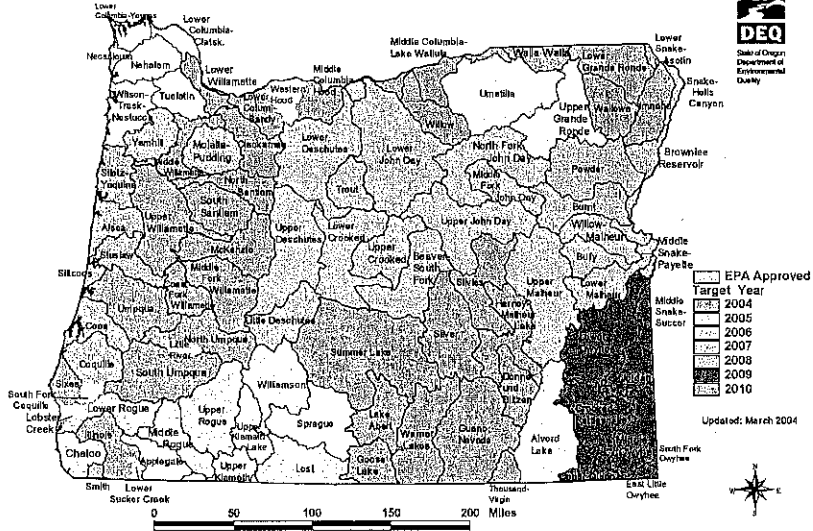 Lower
Columbia-Youngs
Necanicum
Nehalem
Lower
Columbia-
Clatsk.
Wilson-
Trask-
Nestucca
Tualatin
Lower
Willamette
Western
Hood
Middle
Columbia
Hood
Middle Columbia-
Lake Wallula
Walla-Walla
Lower
Grande Ronde
Lower
Snake-
Asotin
Snake-
Hells
Canyon
Wallowa
Imnaha
Umatilla
Upper
Grande
Ronde
Willow
Lower
Colum-
Sandy
Clackamas
Yamhill
Molalla-
Pudding
Middle
Willamette
North
Santiam
South
Santiam
Siletz-
Yaquina
Alsea
Siuslaw
Siltcoos
Upper
Willamette
McKenzie
Middle
Fork
Willamette
Coast
Fork
Willamette
Lower
Deschutes
Lower
John Day
Trout
North Fork
John Day
Middle
Fork
John Day
Upper John Day
Powder
Brownlee
Reservoir
Burnt
Willow
Malheur
Bully
Lower
Malheur
Middle
Snake-
Payette
Upper
Malheur
Upper
Deschutes
Lower
Crooked
Upper
Crooked
Beaver
South
Fork
Silvies
Harney
Malheur
Lake
Silver
Little Deschutes
Summer Lake
Donner
und
Blitzen
Umpqua
Coos
Coquille
Sixes
South Fork
Coquille
Lobster
Creek
North Umpqua
Little
River
South Umpqua
Williamson
Sprague
Lower Rogue
Middle
Rogue
Upper
Rogue
Upper
Klamath
Lake
Illinois
Chetco
Applegate
Upper
Klamath
Lost
Smith
Lower
Sucker Creek
Lake
Abert
Goose
Lake
Warner
Lakes
Guano
Alvord
Lake
Thousand-
Virgin
Middle
Snake-
Succor
South Fork
Owyhee
East Little
Owyhee
DEQ
State of Oregon
Department of
Environmental
Quality
EPA Approved
Target Year
2004
2005
2006
2007
2008
2009
2010
Updated: March 2004
N
W
E
S
0 50 100 150 200 Miles